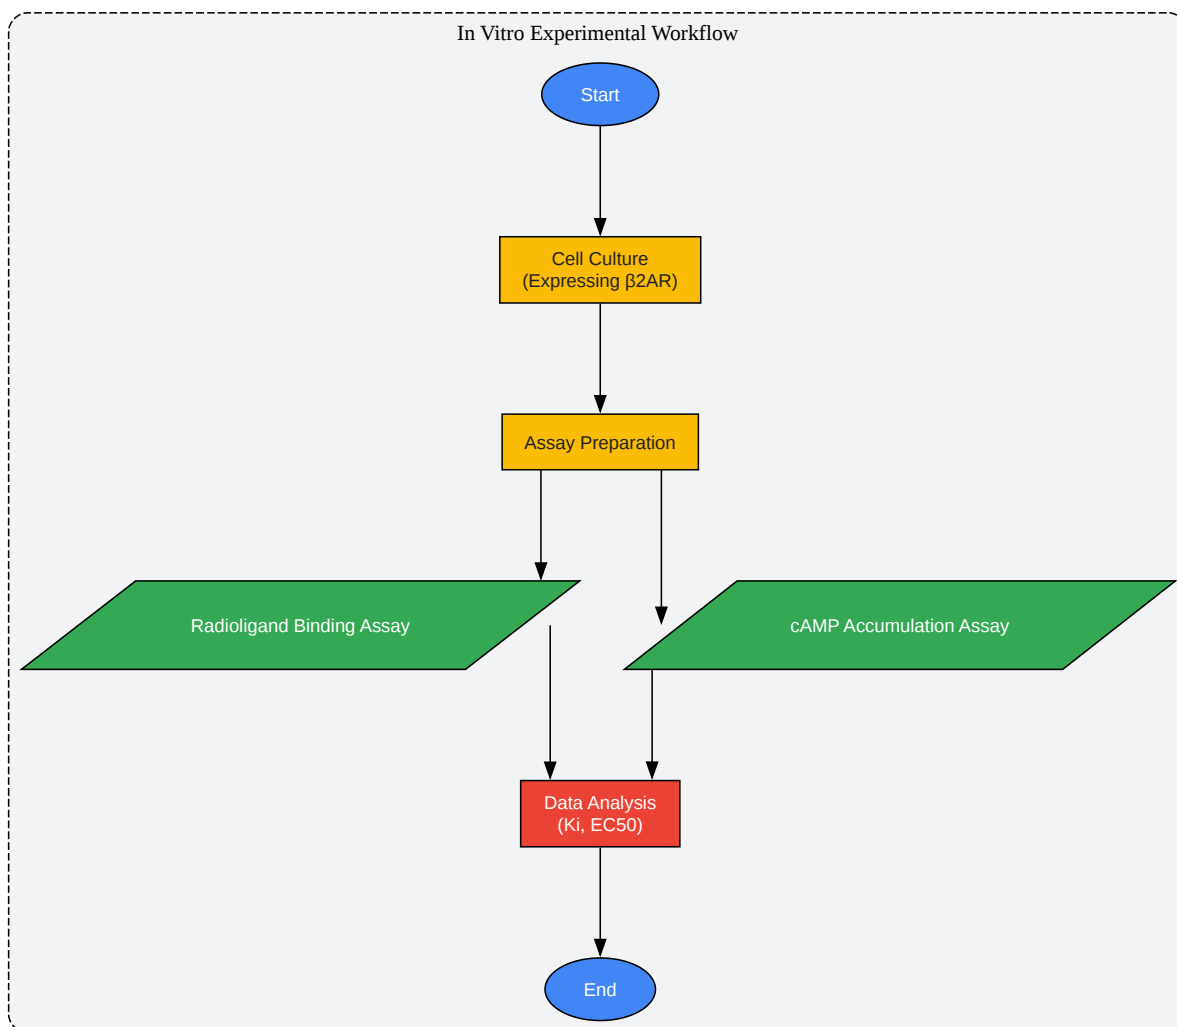 In Vitro Experimental Workflow
Start
Cell Culture
(Expressing β2AR)
Assay Preparation
Radioligand Binding Assay
cAMP Accumulation Assay
Data Analysis
(Ki, EC50)
End